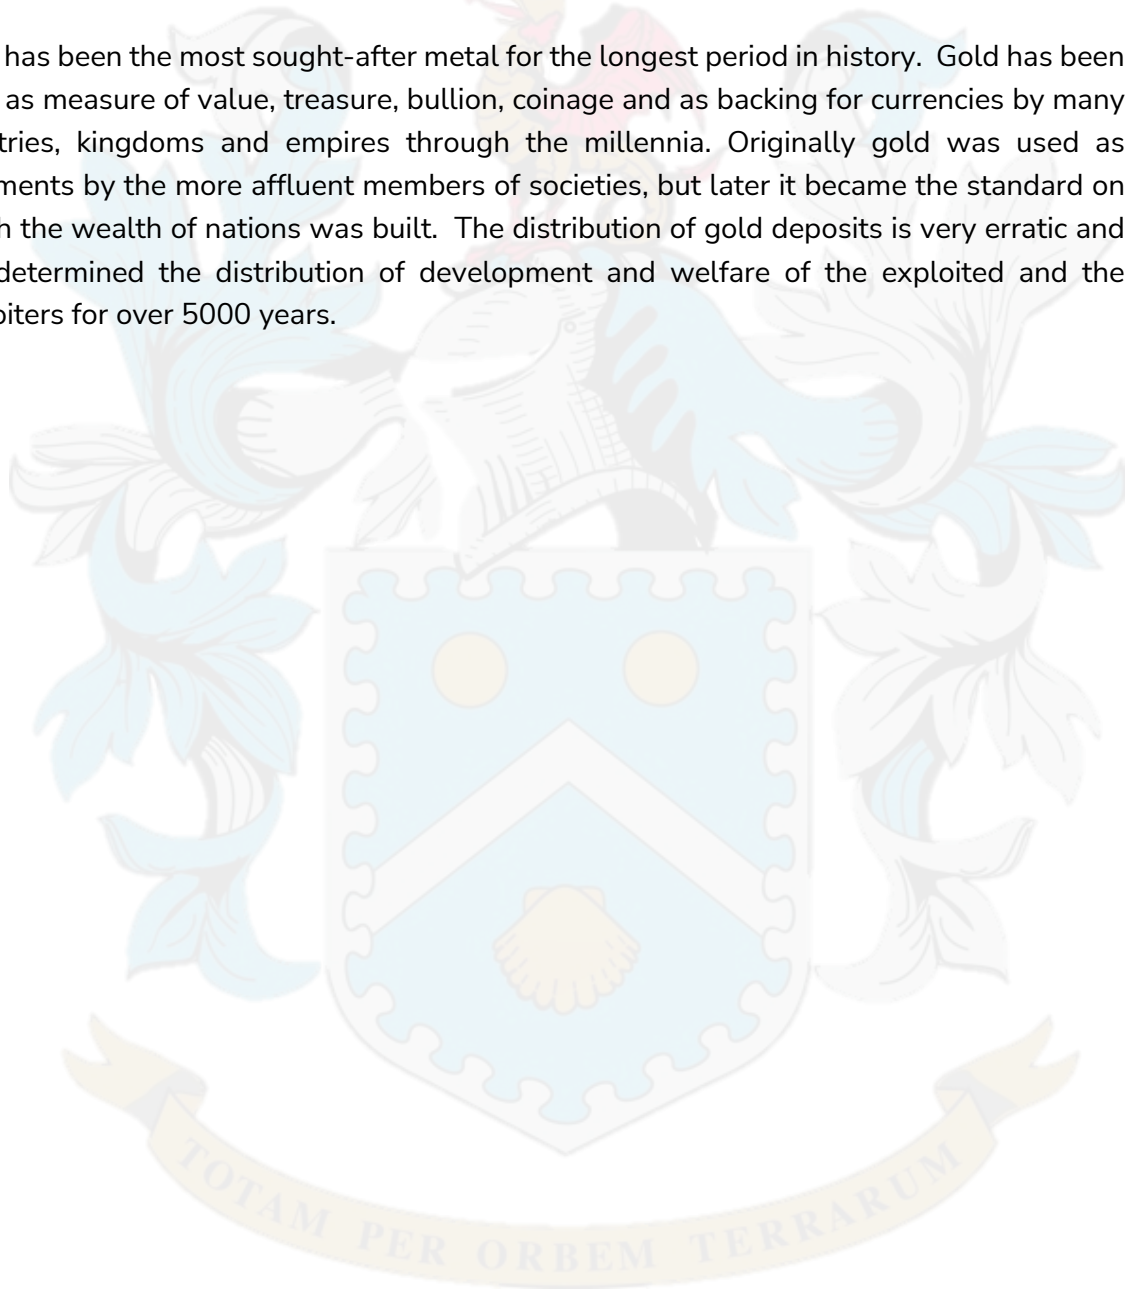 has been the most sought-after metal for the longest period in history. Gold has been
as measure of value, treasure, bullion, coinage and as backing for currencies by many
tries, kingdoms and empires through the millennia. Originally gold was used as
ments by the more affluent members of societies, but later it became the standard on
h the wealth of nations was built. The distribution of gold deposits is very erratic and
determined the distribution of development and welfare of the exploited and the
iters for over 5000 years.
TOTAM PER ORBEM TERRARUM